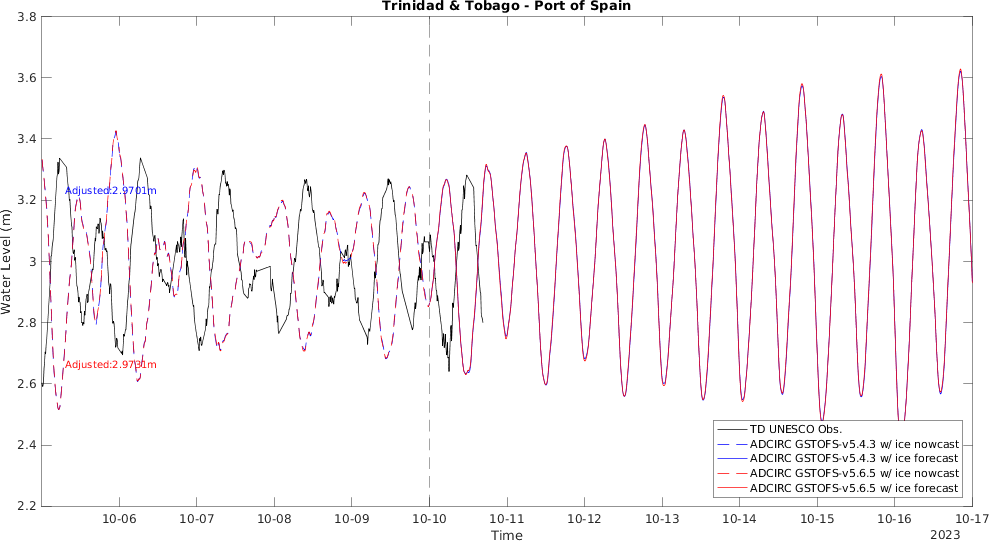 Trinidad & Tobago - Port of Spain
3.8
3.6
3.4
3.2
3
2.8
2.6
2.4
2.2
Water Level (m)
Adjusted:2.9701m
Adjusted:2.9731m
TD UNESCO Obs.
ADCIRC GSTOFS-v5.4.3 w/ ice nowcast
ADCIRC GSTOFS-v5.4.3 w/ ice forecast
ADCIRC GSTOFS-v5.6.5 w/ ice nowcast
ADCIRC GSTOFS-v5.6.5 w/ ice forecast
10-06 10-07 10-08 10-09 10-10 10-11 10-12 10-13 10-14 10-15 10-16 10-17
Time
2023